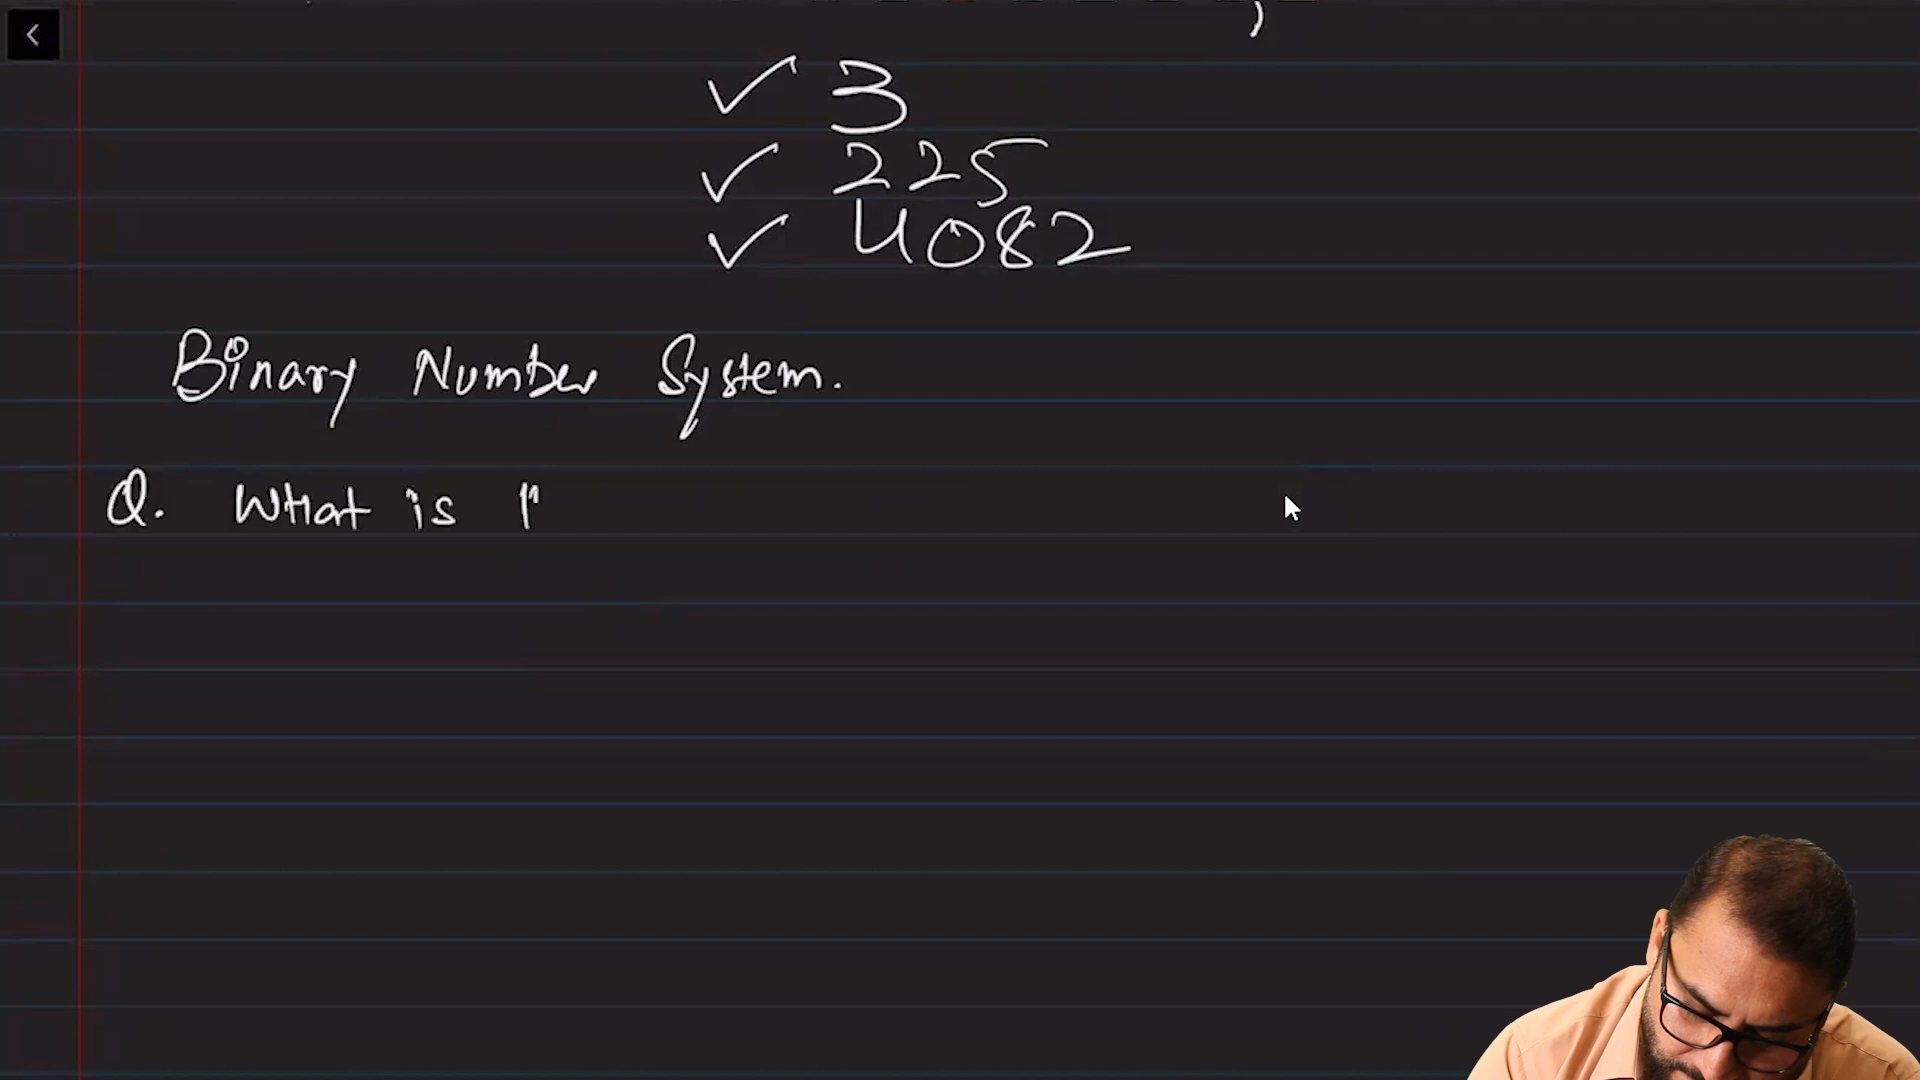 ✓ 3
✓ 225
✓ 4082
Binary Number System.
Q. What is